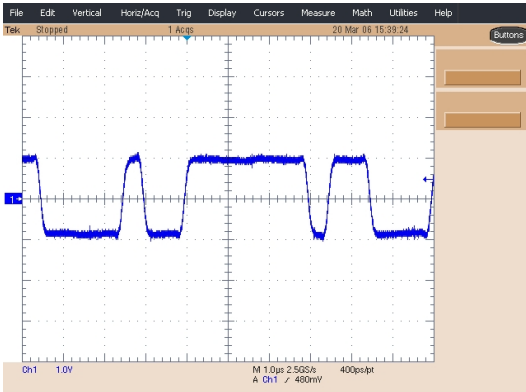 File Edit Vertical Horiz/Acq Trig Display Cursors Measure Math Utilities Help
Tek Stopped 1 Acqs 20 Mar 06 15:39:24
Buttons
1
Ch1 1.0V M 1.0µs 2.5GS/s 400ps/pt
A Ch1 ∕ 480mV